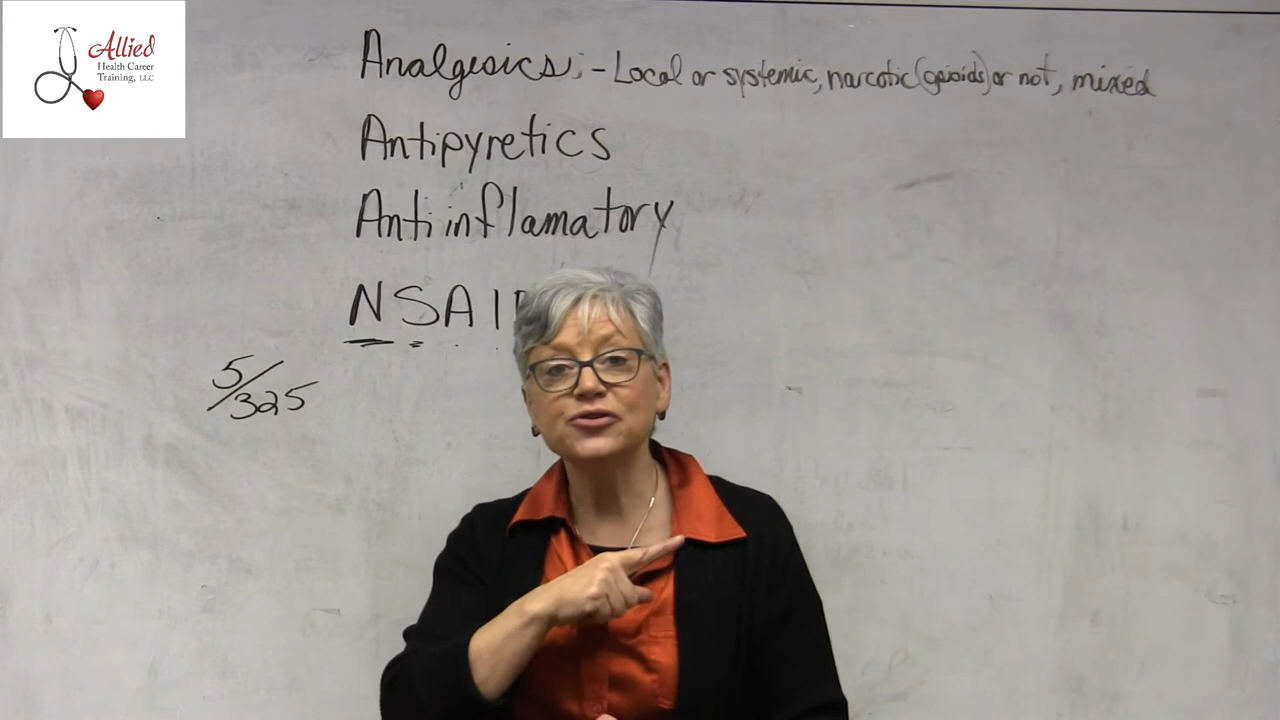 Allied
Health Career
Training, LLC
Analgesics; - Local or systemic, narcotic (opioids) or not, mixed
Antipyretics
Antiinflamatory
NSAI
5/325